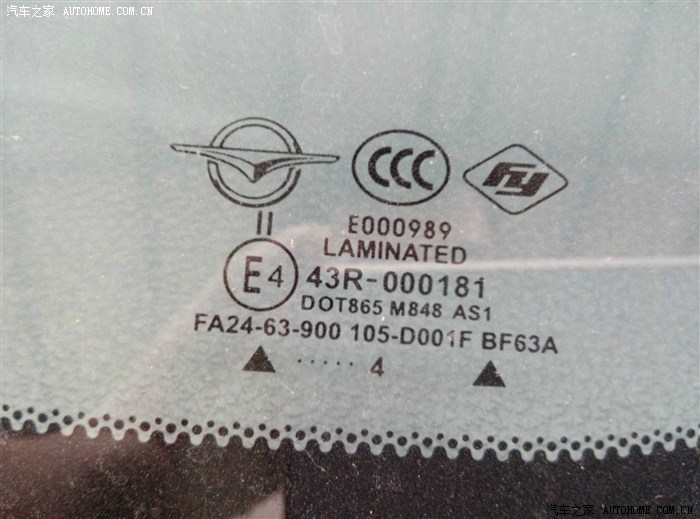 汽车之家 AUTOHOME.COM.CN
CCC
FY
II
E000989
LAMINATED
E4 43R-000181
DOT865 M848 AS1
FA24-63-900 105-D001F BF63A
▲ ..... 4 ▲
汽车之家 AUTOHOME.COM.CN